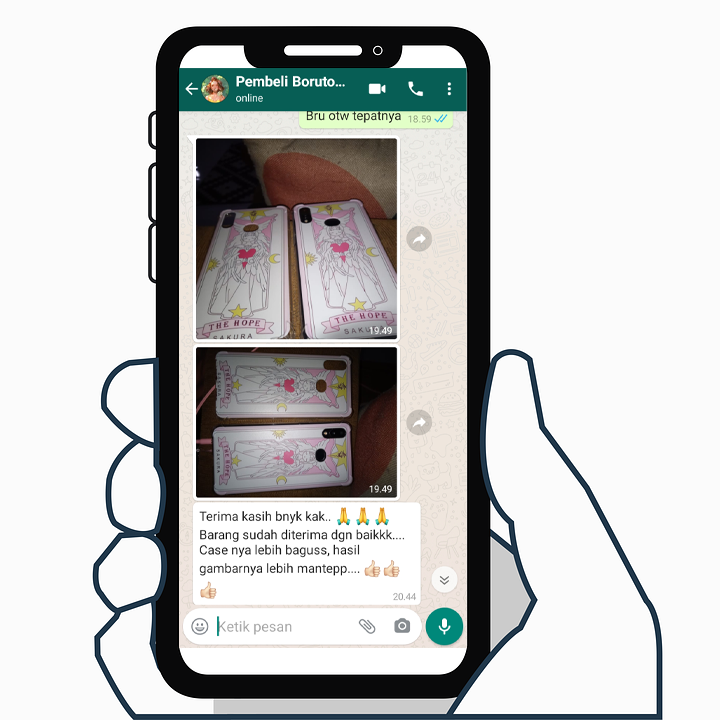 Pembeli Boruto...
online
Bru otw tepatnya 18.59
THE HOPE
SAKURA
THE HOPE
SAKU
19.49
THE HOPE
SAKURA
THE HOPE
SAKURA
19.49
Terima kasih bnyk kak.. 🙏🙏🙏
Barang sudah diterima dgn baikkk....
Case nya lebih baguss, hasil
gambarnya lebih mantepp.... 👍🏻👍🏻
👍🏻
20.44
Ketik pesan